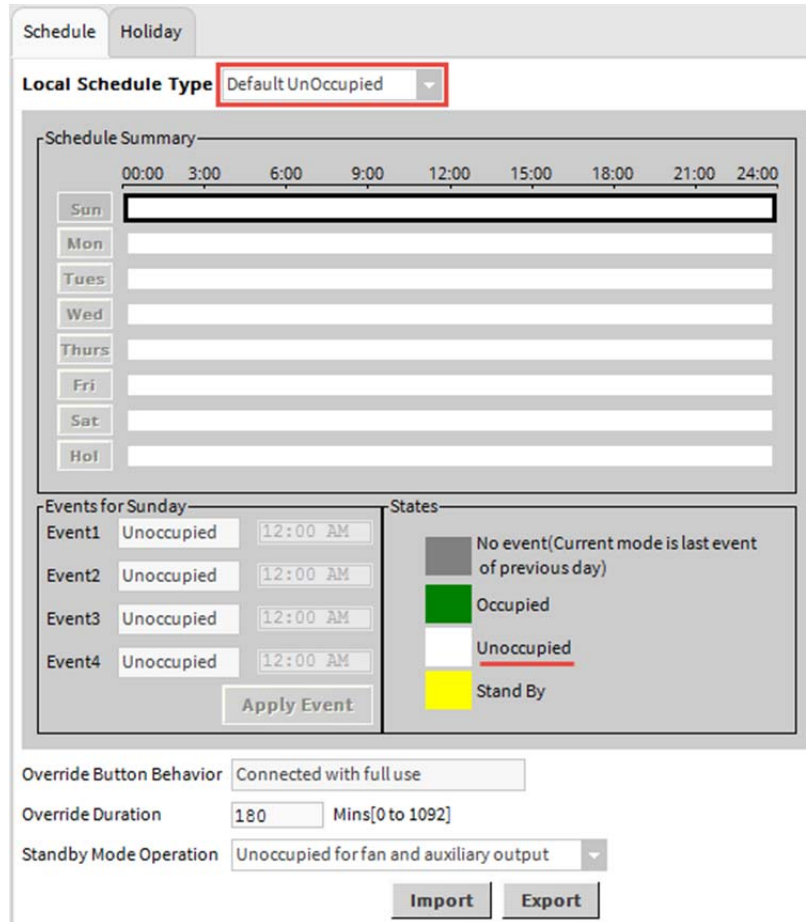 Schedule Holiday
Local Schedule Type Default UnOccupied
Schedule Summary
00:00 3:00 6:00 9:00 12:00 15:00 18:00 21:00 24:00
Sun
Mon
Tues
Wed
Thurs
Fri
Sat
Hol
Events for Sunday
Event1 Unoccupied 12:00 AM
Event2 Unoccupied 12:00 AM
Event3 Unoccupied 12:00 AM
Event4 Unoccupied 12:00 AM
Apply Event
States
No event(Current mode is last event
of previous day)
Occupied
Unoccupied
Stand By
Override Button Behavior Connected with full use
Override Duration 180 Mins[0 to 1092]
Standby Mode Operation Unoccupied for fan and auxiliary output
Import Export